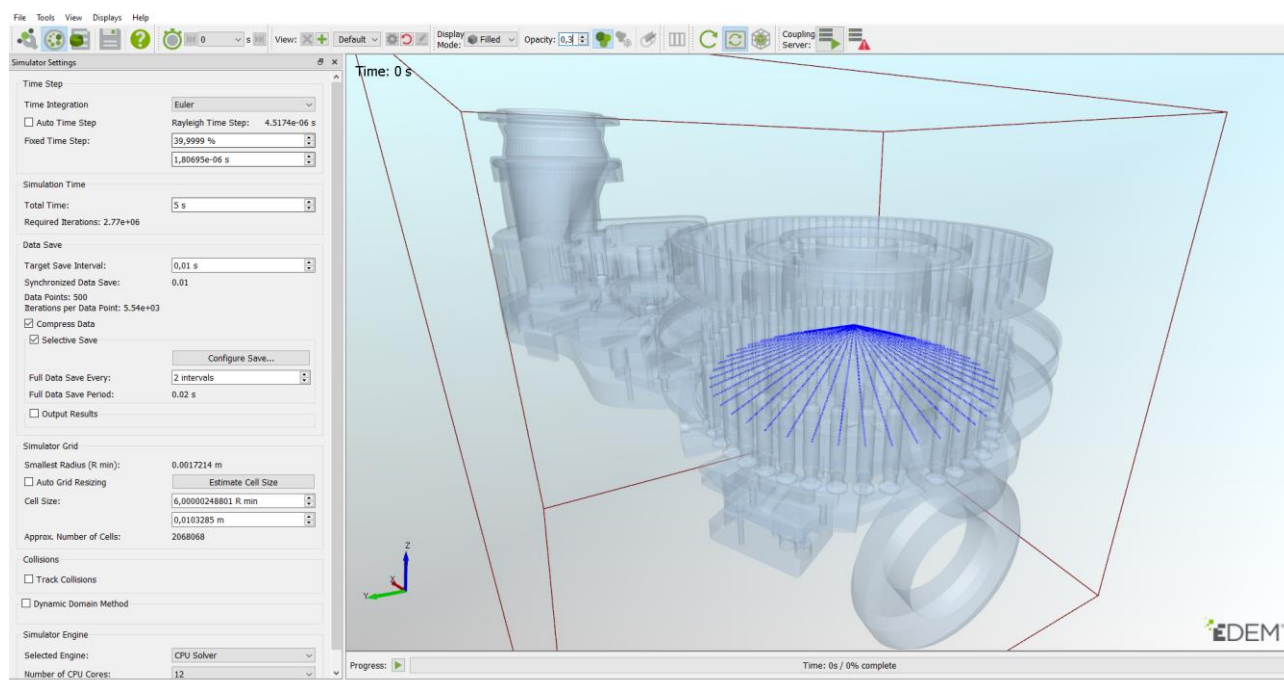 File Tools View Displays Help
0 s View: Default Display Mode: Filled Opacity: 0,3 Coupling Server:
Simulator Settings
Time Step
Time Integration Euler
Auto Time Step Rayleigh Time Step: 4.5174e-06 s
Fixed Time Step: 39,9999 %
1,80695e-06 s
Simulation Time
Total Time: 5 s
Required Iterations: 2.77e+06
Data Save
Target Save Interval: 0,01 s
Synchronized Data Save: 0.01
Data Points: 500
Iterations per Data Point: 5.54e+03
Compress Data
Selective Save
Configure Save...
Full Data Save Every: 2 intervals
Full Data Save Period: 0.02 s
Output Results
Simulator Grid
Smallest Radius (R min): 0.0017214 m
Auto Grid Resizing Estimate Cell Size
Cell Size: 6,00000248801 R min
0,0103285 m
Approx. Number of Cells: 2068068
Collisions
Track Collisions
Dynamic Domain Method
Simulator Engine
Selected Engine: CPU Solver
Number of CPU Cores: 12
Time: 0 s
Z
X
Y
EDEM
Progress: Time: 0s / 0% complete